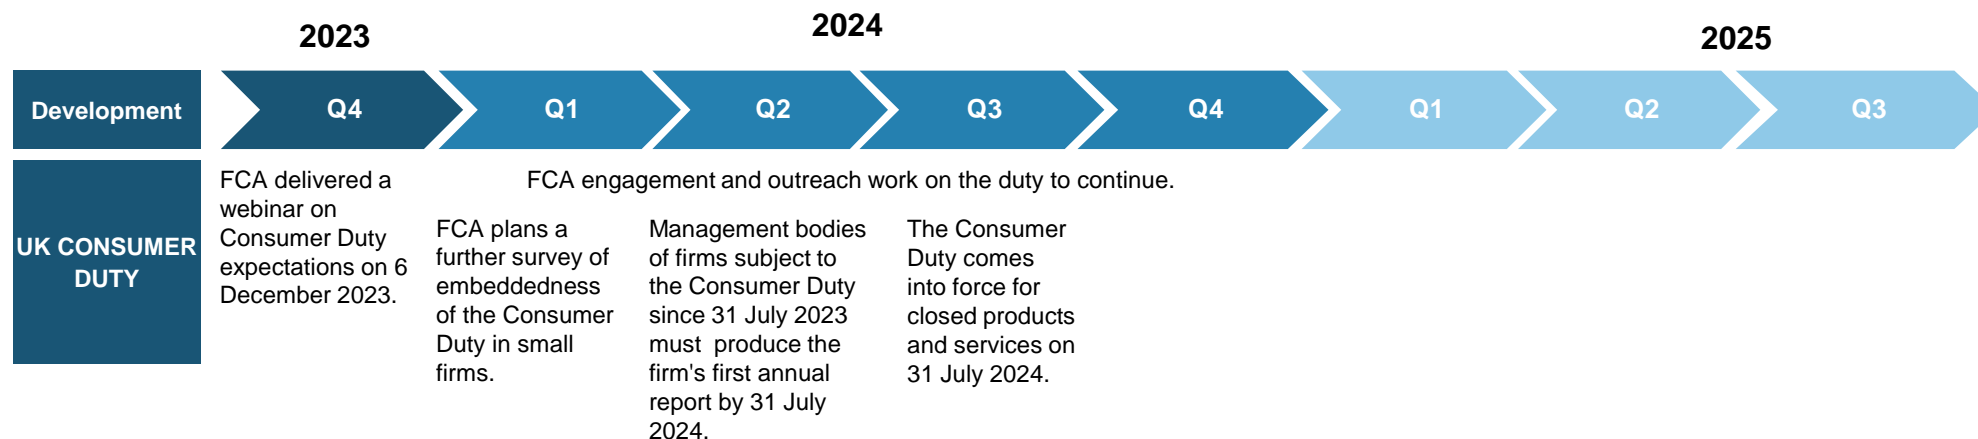 2023
2024
2025
Development
Q4
Q1
Q2
Q3
Q4
Q1
Q2
Q3
UK CONSUMER
DUTY
FCA delivered a
webinar on
Consumer Duty
expectations on 6
December 2023.
FCA engagement and outreach work on the duty to continue.
FCA plans a
further survey of
embeddedness
of the Consumer
Duty in small
firms.
Management bodies
of firms subject to
the Consumer Duty
since 31 July 2023
must  produce the
firm's first annual
report by 31 July
2024.
The Consumer
Duty comes
into force for
closed products
and services on
31 July 2024.